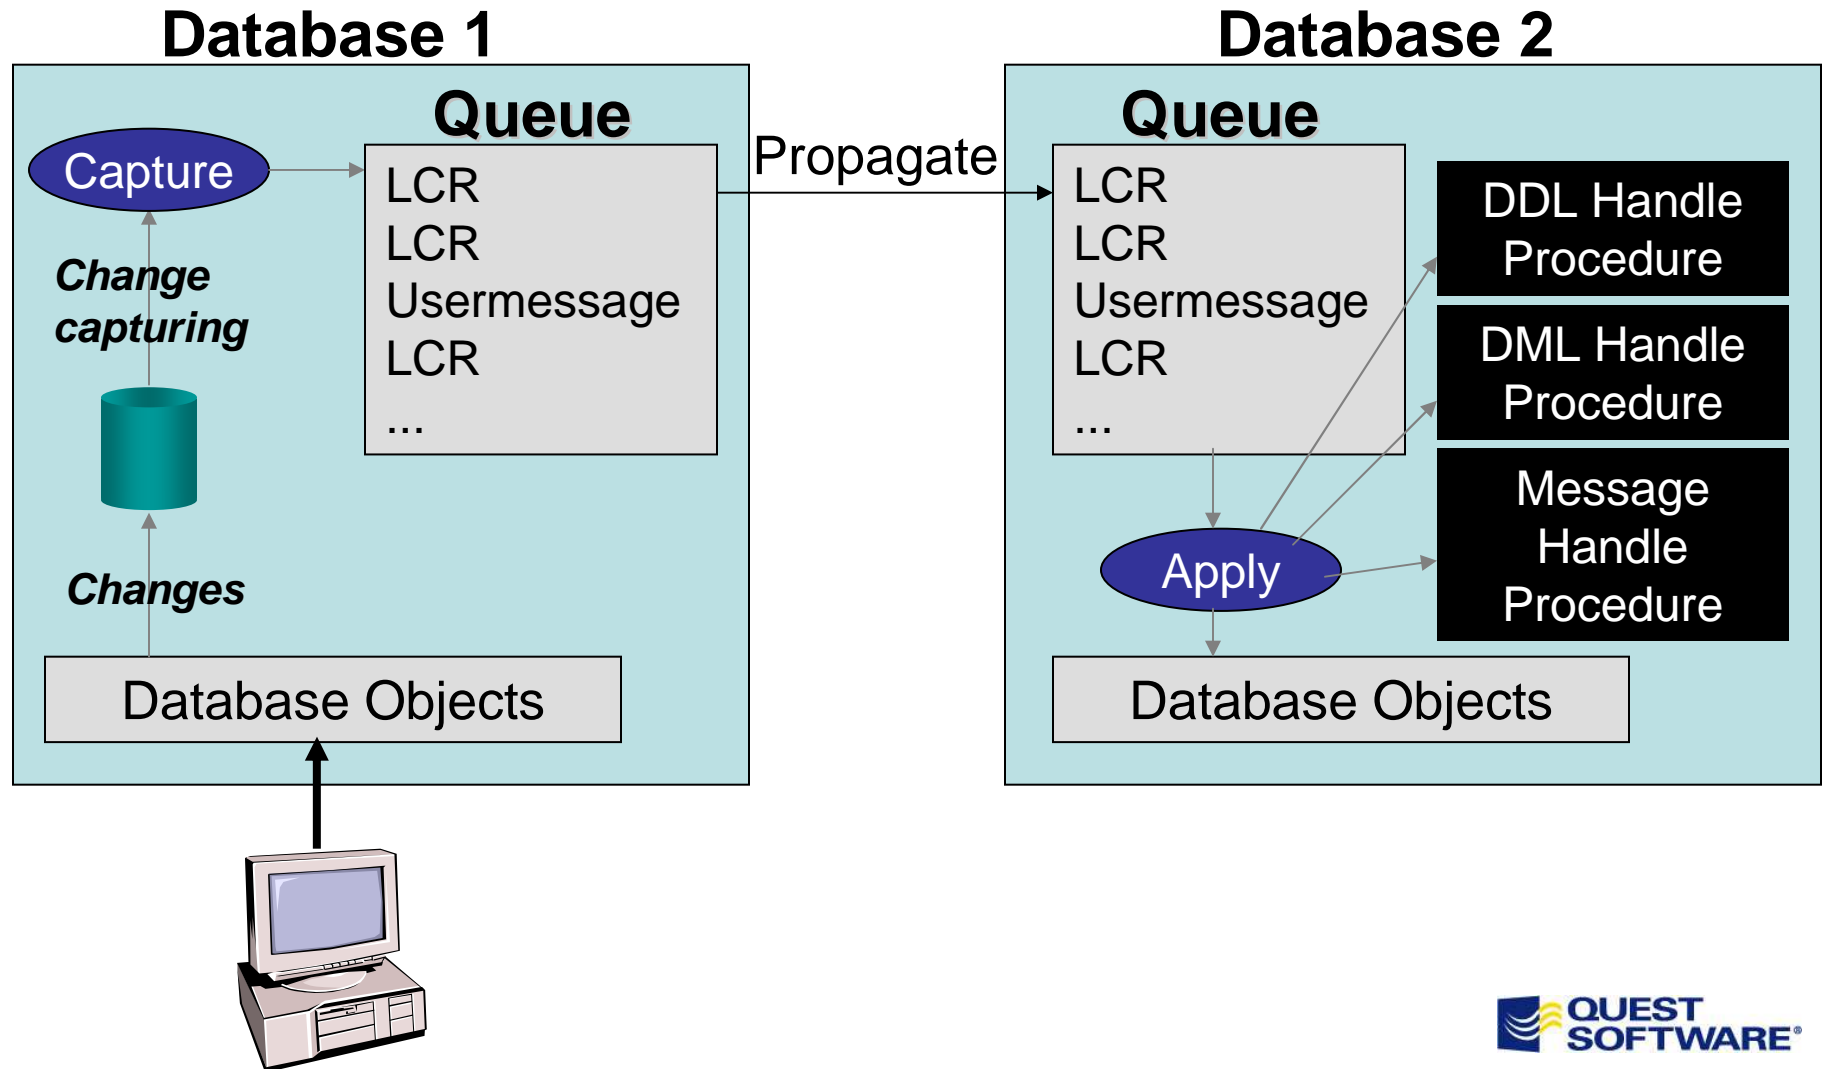 Database 1
Queue
Capture
LCR
LCR
Usermessage
LCR
...
Change
capturing
Changes
Database Objects
Propagate
Database 2
Queue
LCR
LCR
Usermessage
LCR
...
DDL Handle
Procedure
DML Handle
Procedure
Message
Handle
Procedure
Apply
Database Objects
QUEST
SOFTWARE®